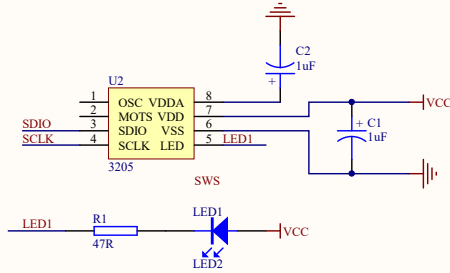 C2
1uF
+
U2
1 OSC VDDA 8
2 MOTS VDD 7
SDIO 3 SDIO VSS 6
SCLK 4 SCLK LED 5 LED1
3205
VCC
+ C1
1uF
SWS
LED1 R1
47R
LED1
VCC
LED2